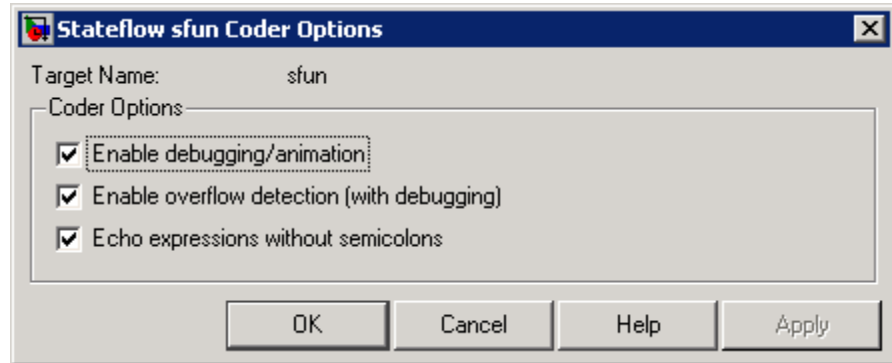 Stateflow sfun Coder Options
Target Name: sfun
Coder Options
Enable debugging/animation
Enable overflow detection (with debugging)
Echo expressions without semicolons
OK Cancel Help Apply